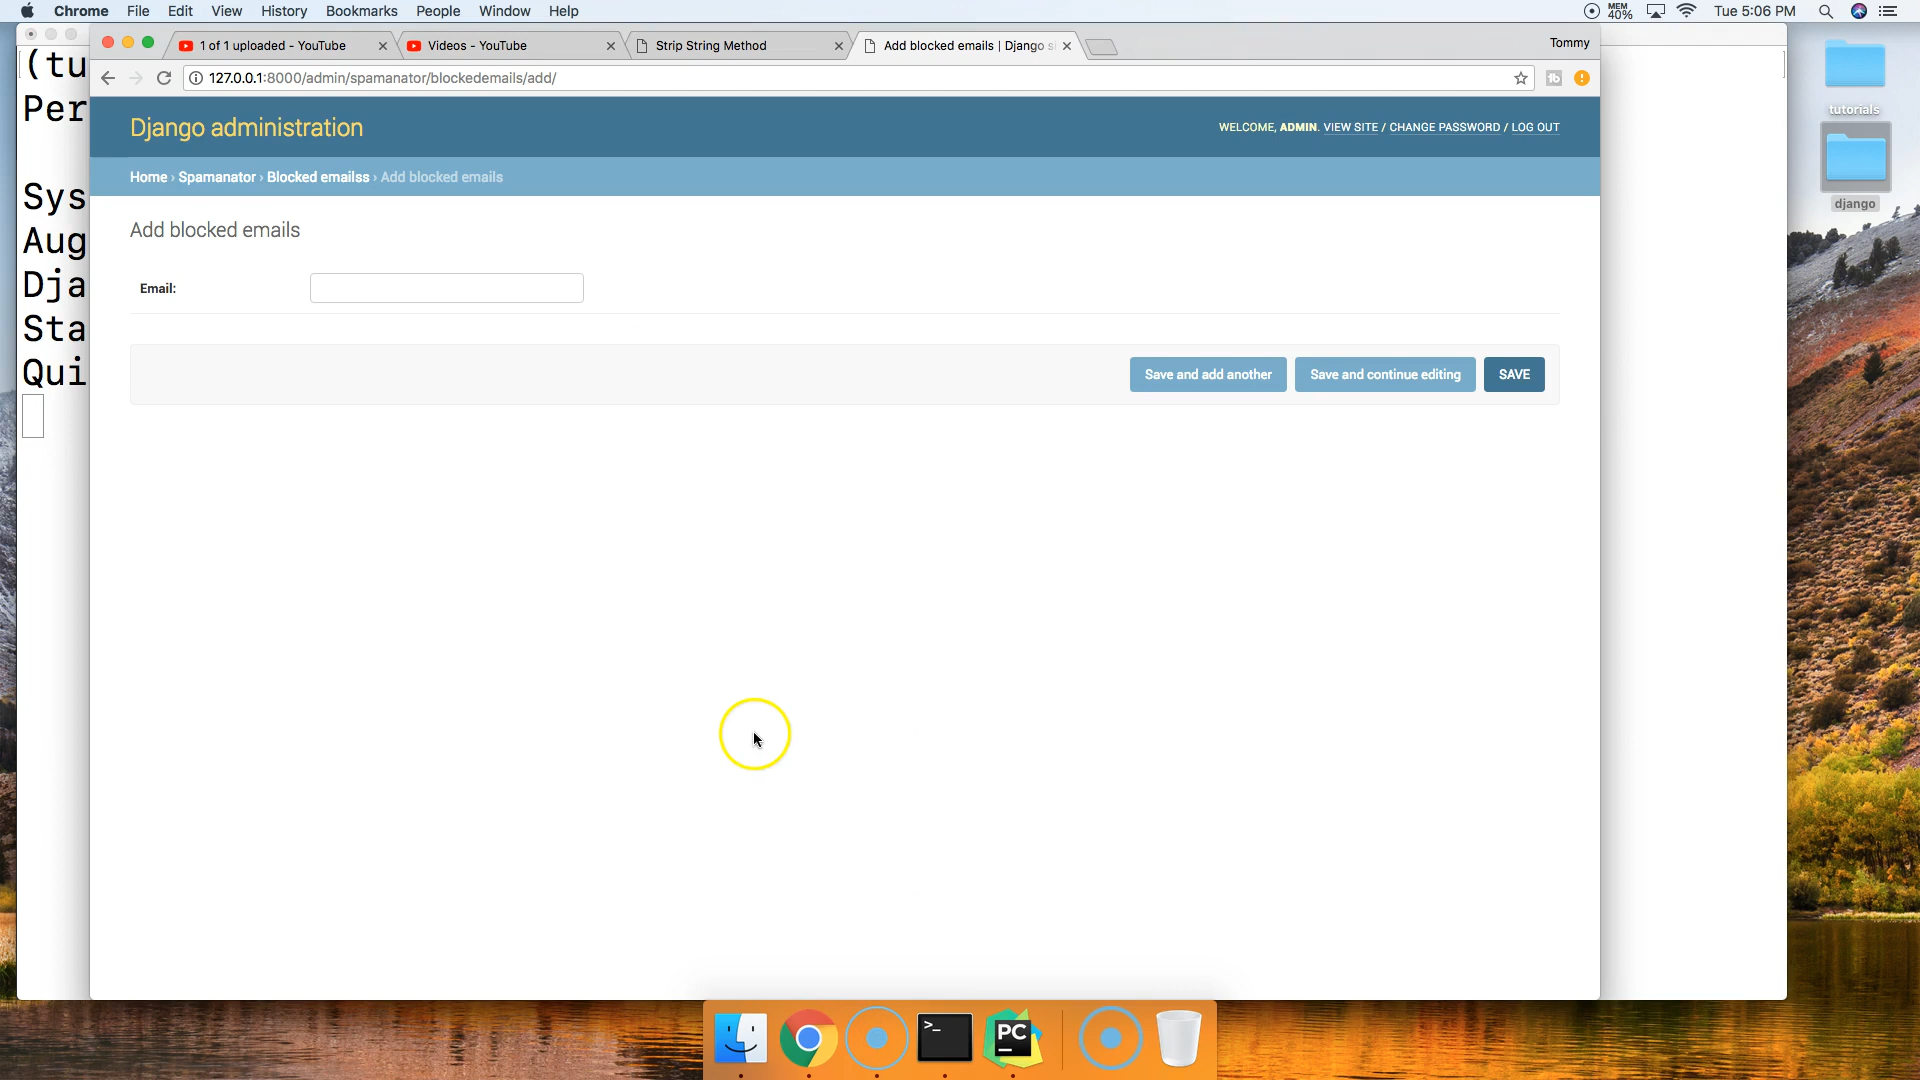 Chrome File Edit View History Bookmarks People Window Help MEM 40% Tue 5:06 PM
1 of 1 uploaded - YouTube Videos - YouTube Strip String Method Add blocked emails | Django si Tommy
127.0.0.1:8000/admin/spamanator/blockedemails/add/
Django administration
WELCOME, ADMIN. VIEW SITE / CHANGE PASSWORD / LOG OUT
Home › Spamanator › Blocked emailss › Add blocked emails
Add blocked emails
Email:
Save and add another Save and continue editing SAVE
(tu
Per
Sys
Aug
Dja
Sta
Qui
tutorials
django
>_
PC